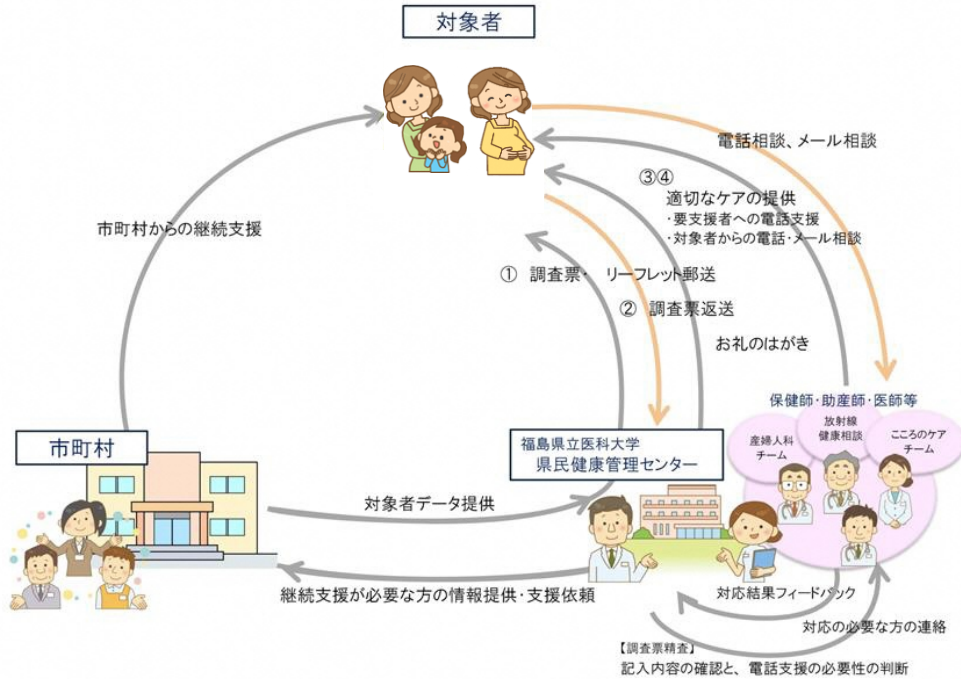 対象者
電話相談、メール相談
③④
適切なケアの提供
・要支援者への電話支援
・対象者からの電話・メール相談
市町村からの継続支援
① 調査票・ リーフレット郵送
② 調査票返送
お礼のはがき
保健師・助産師・医師等
放射線
健康相談
産婦人科
チーム
こころのケア
チーム
市町村
福島県立医科大学
県民健康管理センター
対象者データ提供
継続支援が必要な方の情報提供・支援依頼
対応結果フィードバック
対応の必要な方の連絡
【調査票精査】
記入内容の確認と、電話支援の必要性の判断